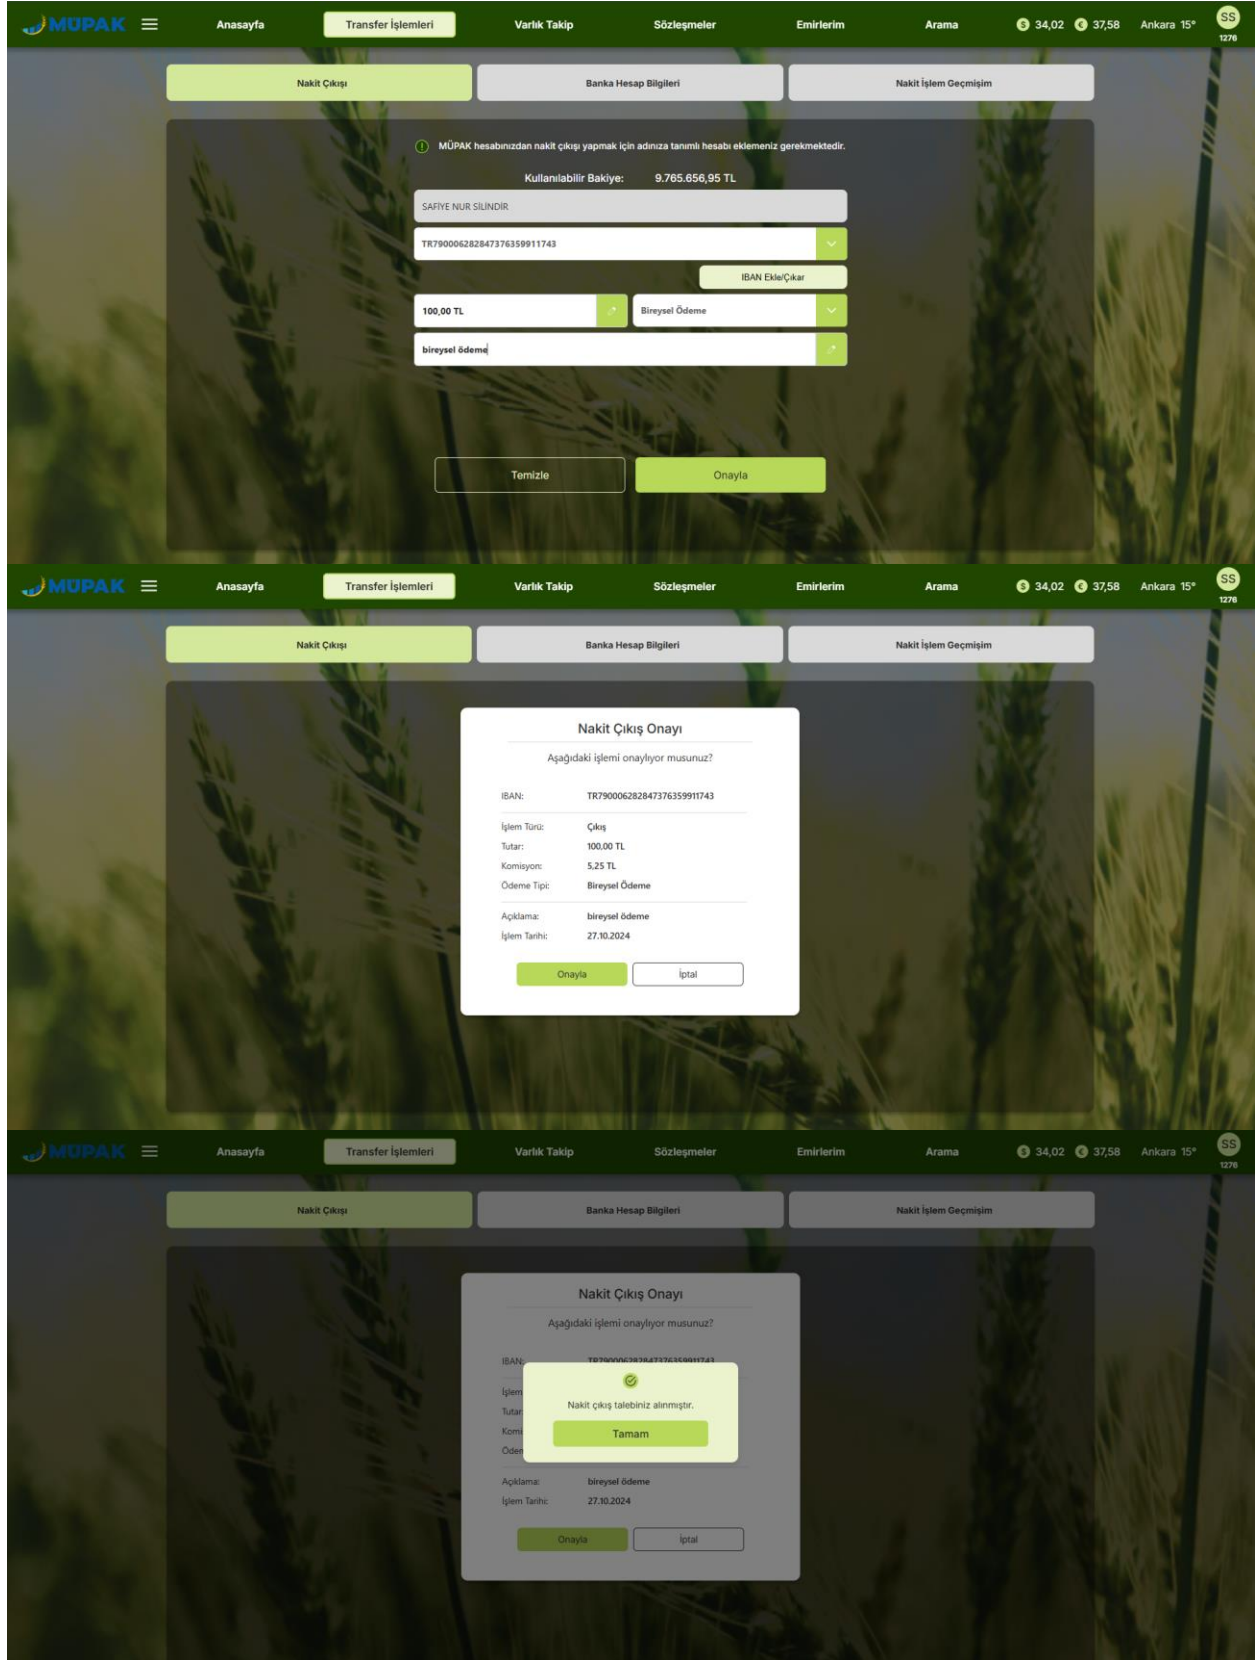 MÜPAK Anasayfa Transfer İşlemleri Varlık Takip Sözleşmeler Emirlerim Arama $ 34,02 € 37,58 Ankara 15° SS
1276
Nakit Çıkışı Banka Hesap Bilgileri Nakit İşlem Geçmişim
MÜPAK hesabınızdan nakit çıkışı yapmak için adınıza tanımlı hesabı eklemeniz gerekmektedir.
Kullanılabilir Bakiye: 9.765.656,95 TL
SAFİYE NUR SİLİNDİR
TR790006282847376359911743
IBAN Ekle/Çıkar
100,00 TL Bireysel Ödeme
bireysel ödeme
Temizle Onayla
MÜPAK Anasayfa Transfer İşlemleri Varlık Takip Sözleşmeler Emirlerim Arama $ 34,02 € 37,58 Ankara 15° SS
1276
Nakit Çıkışı Banka Hesap Bilgileri Nakit İşlem Geçmişim
Nakit Çıkış Onayı
Aşağıdaki işlemi onaylıyor musunuz?
IBAN: TR790006282847376359911743
İşlem Türü: Çıkış
Tutar: 100,00 TL
Komisyon: 5,25 TL
Ödeme Tipi: Bireysel Ödeme
Açıklama: bireysel ödeme
İşlem Tarihi: 27.10.2024
Onayla İptal
MÜPAK Anasayfa Transfer İşlemleri Varlık Takip Sözleşmeler Emirlerim Arama $ 34,02 € 37,58 Ankara 15° SS
1276
Nakit Çıkışı Banka Hesap Bilgileri Nakit İşlem Geçmişim
Nakit Çıkış Onayı
Aşağıdaki işlemi onaylıyor musunuz?
IBAN: TR790006282847376359911743
İşlem
Tutar
Nakit çıkış talebiniz alınmıştır.
Komi
Tamam
Öden
Açıklama: bireysel ödeme
İşlem Tarihi: 27.10.2024
Onayla İptal